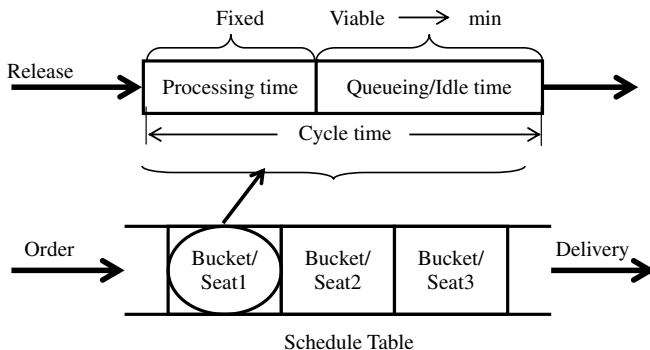 Fixed
Viable min
Release
Processing time
Queueing/Idle time
Cycle time
Order
Bucket/
Seat1
Bucket/
Seat2
Bucket/
Seat3
Delivery
Schedule Table